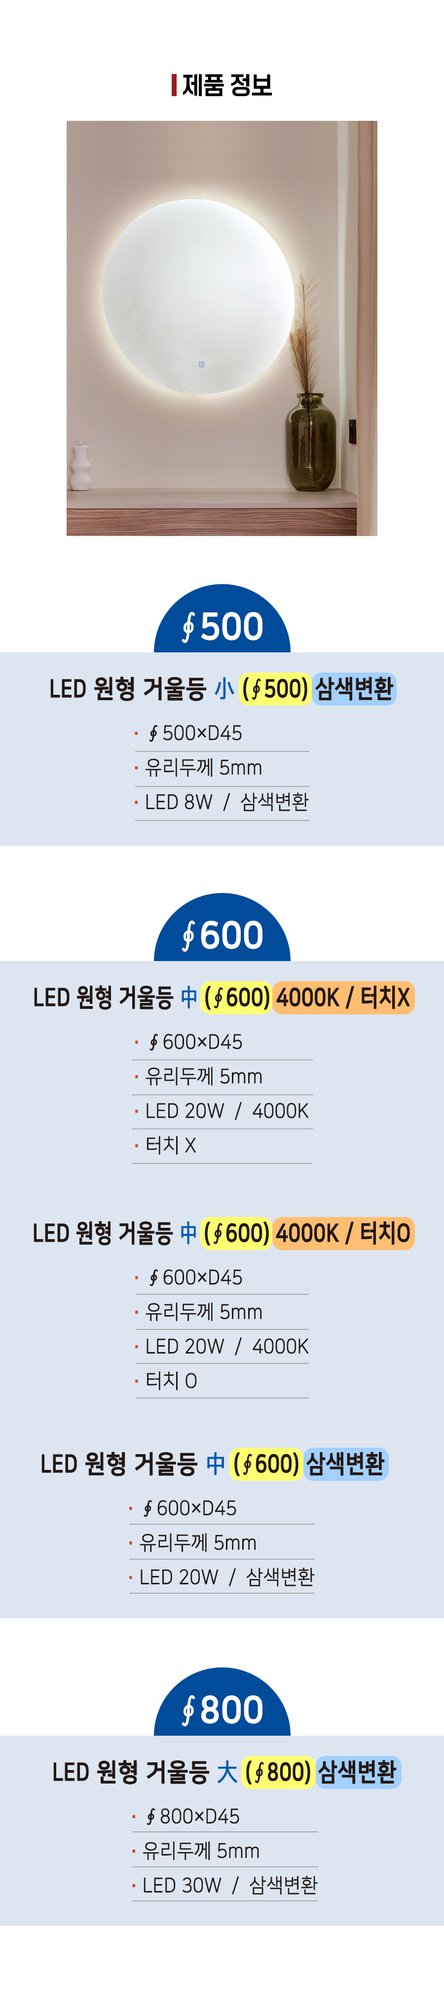 제품 정보
∮500
LED 원형 거울등 小 (∮500) 삼색변환
· ∮500×D45
· 유리두께 5mm
· LED 8W / 삼색변환
∮600
LED 원형 거울등 中 (∮600) 4000K / 터치X
· ∮600×D45
· 유리두께 5mm
· LED 20W / 4000K
· 터치 X
LED 원형 거울등 中 (∮600) 4000K / 터치O
· ∮600×D45
· 유리두께 5mm
· LED 20W / 4000K
· 터치 O
LED 원형 거울등 中 (∮600) 삼색변환
· ∮600×D45
· 유리두께 5mm
· LED 20W / 삼색변환
∮800
LED 원형 거울등 大 (∮800) 삼색변환
· ∮800×D45
· 유리두께 5mm
· LED 30W / 삼색변환